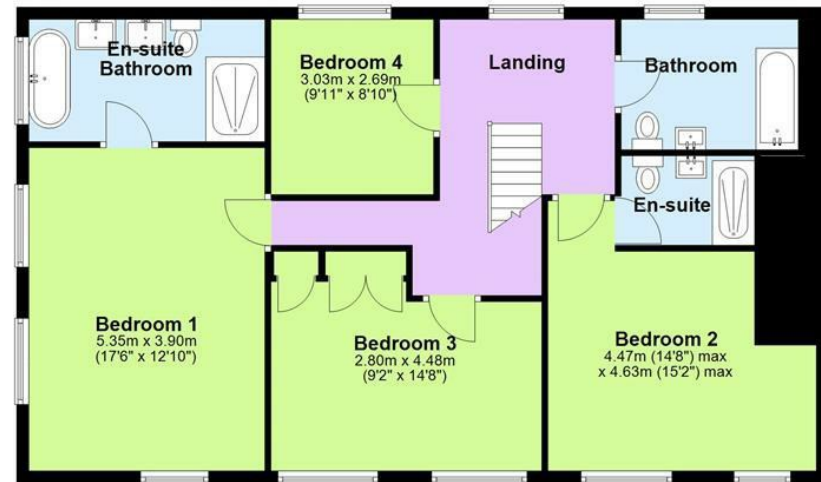 En-suite
Bathroom
Bedroom 4
3.03m x 2.69m
(9'11" x 8'10")
Landing
Bathroom
En-suite
Bedroom 1
5.35m x 3.90m
(17'6" x 12'10")
Bedroom 3
2.80m x 4.48m
(9'2" x 14'8")
Bedroom 2
4.47m (14'8") max
x 4.63m (15'2") max